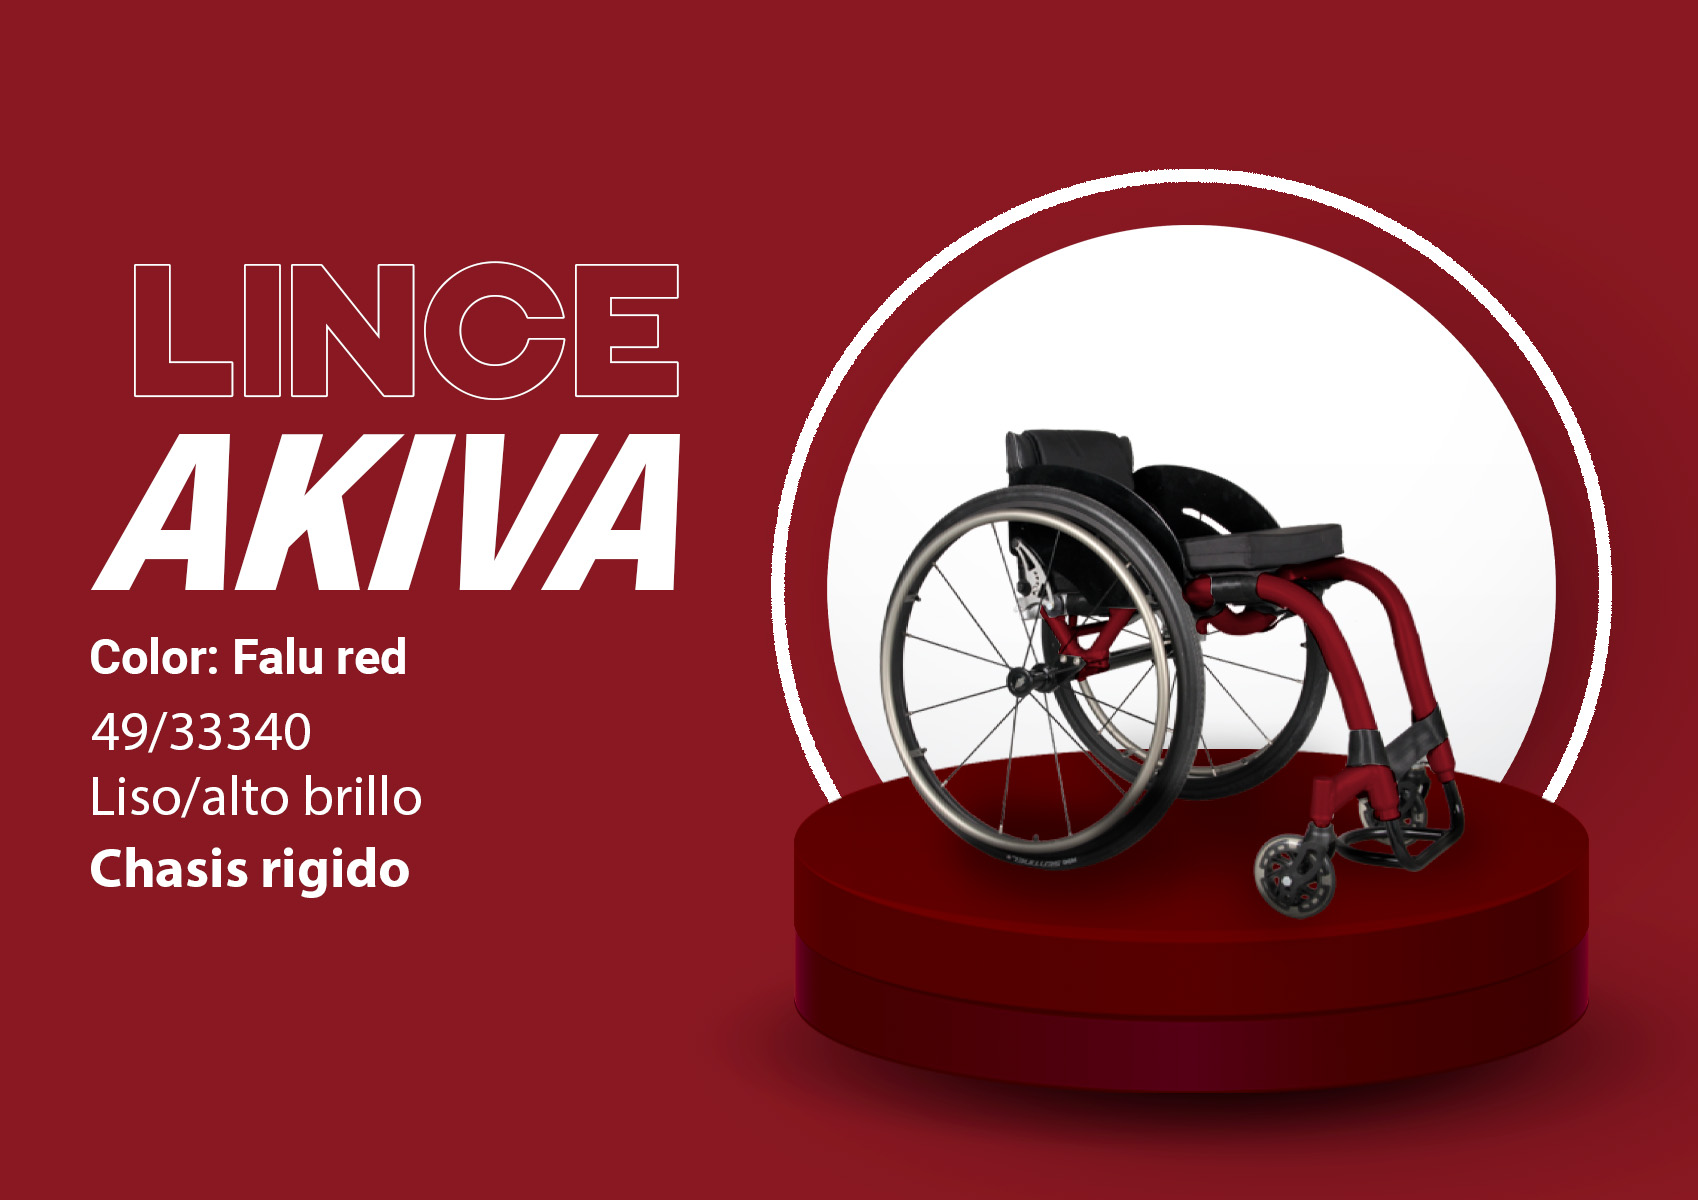 LINCE
AKIVA
Color: Falu red
49/33340
Liso/alto brillo
Chasis rigido